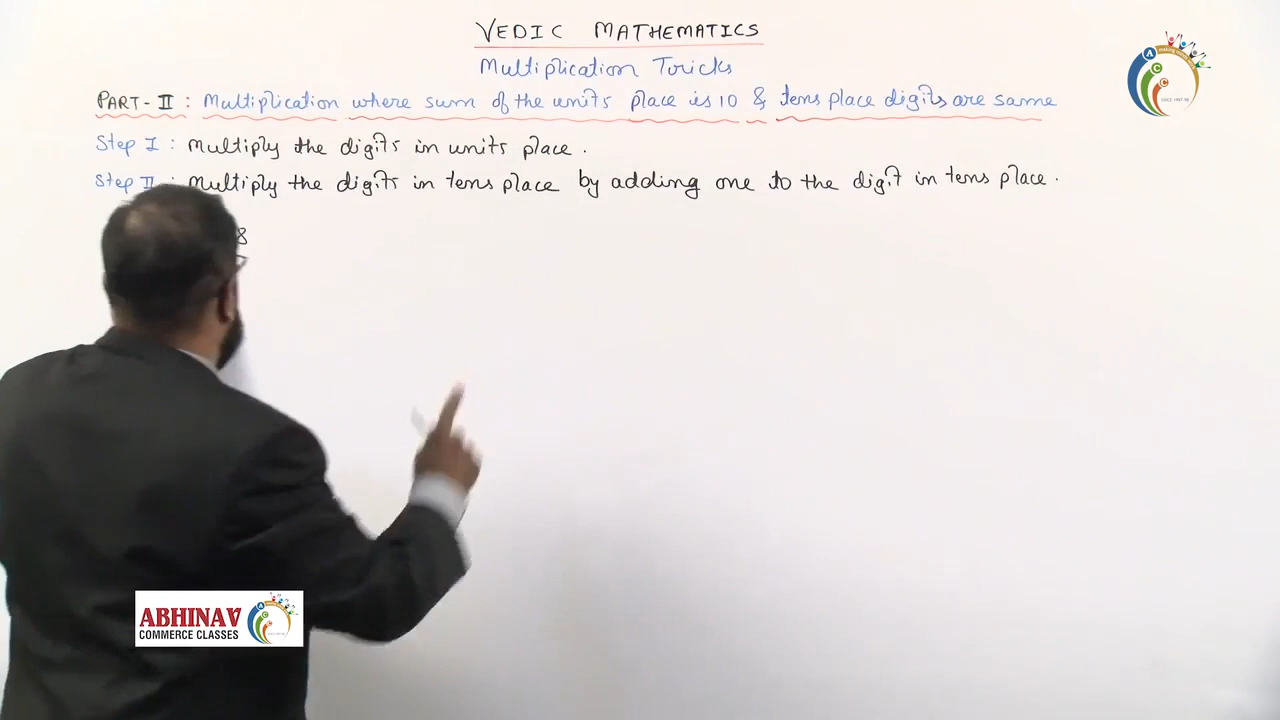 VEDIC MATHEMATICS
Multiplication Tricks
PART-II : Multiplication where sum of the units place is 10 & tens place digits are same
Step I : Multiply the digits in units place.
Step II : Multiply the digits in tens place by adding one to the digit in tens place.
8
ABHINAV
COMMERCE CLASSES